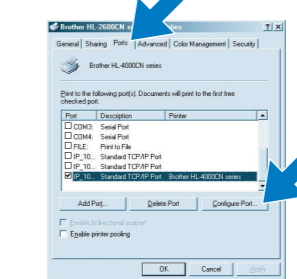 Brother HL-2600CN
General Sharing Ports Advanced Color Management Security
Brother HL-4000CN series
Print to the following port(s). Documents will print to the first free
checked port.
Port Description Printer
COM3: Serial Port
COM4: Serial Port
FILE: Print to File
IP_10... Standard TCP/IP Port
IP_10... Standard TCP/IP Port
IP_10... Standard TCP/IP Port Brother HL-4000CN series
Add Port... Delete Port Configure Port...
Enable bidirectional support
Enable printer pooling
OK Cancel Apply